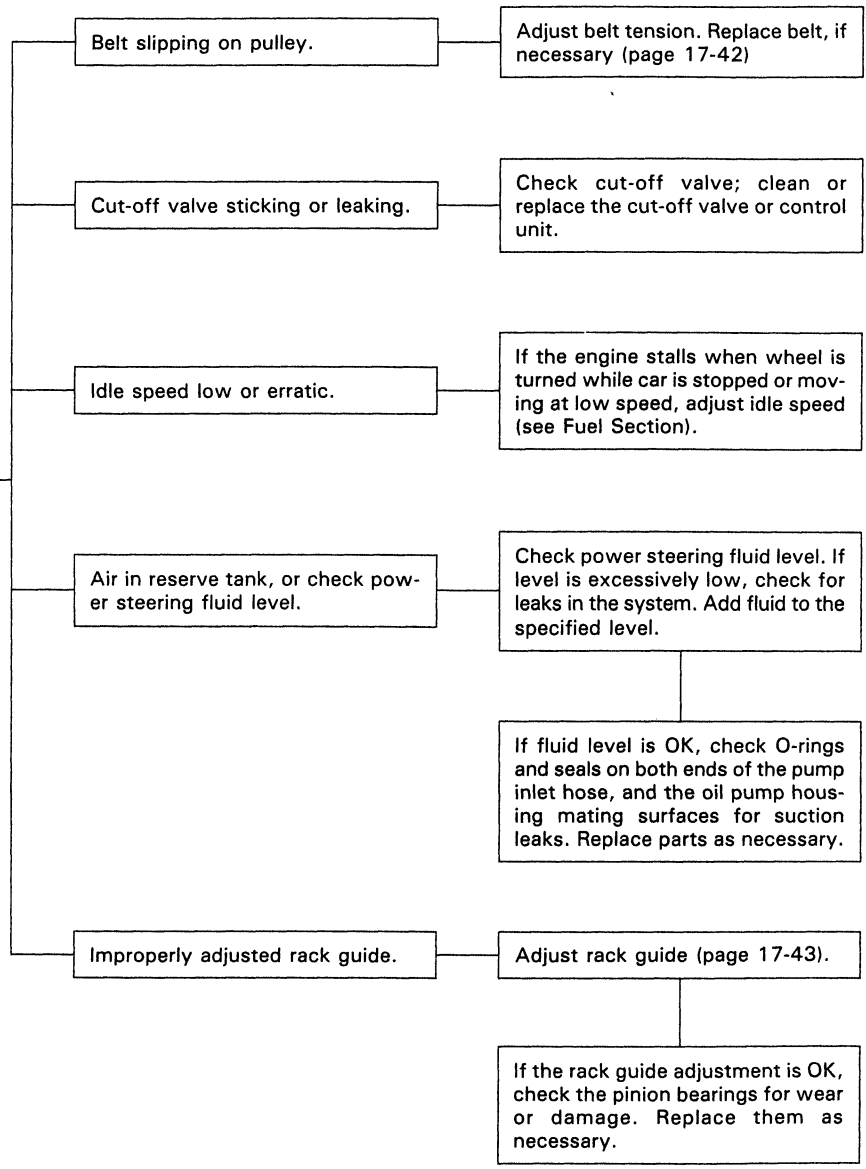 Belt slipping on pulley.
Adjust belt tension. Replace belt, if
necessary (page 17-42)
Cut-off valve sticking or leaking.
Check cut-off valve; clean or
replace the cut-off valve or control
unit.
Idle speed low or erratic.
If the engine stalls when wheel is
turned while car is stopped or mov-
ing at low speed, adjust idle speed
(see Fuel Section).
Air in reserve tank, or check pow-
er steering fluid level.
Check power steering fluid level. If
level is excessively low, check for
leaks in the system. Add fluid to the
specified level.
If fluid level is OK, check O-rings
and seals on both ends of the pump
inlet hose, and the oil pump hous-
ing mating surfaces for suction
leaks. Replace parts as necessary.
Improperly adjusted rack guide.
Adjust rack guide (page 17-43).
If the rack guide adjustment is OK,
check the pinion bearings for wear
or damage. Replace them as
necessary.